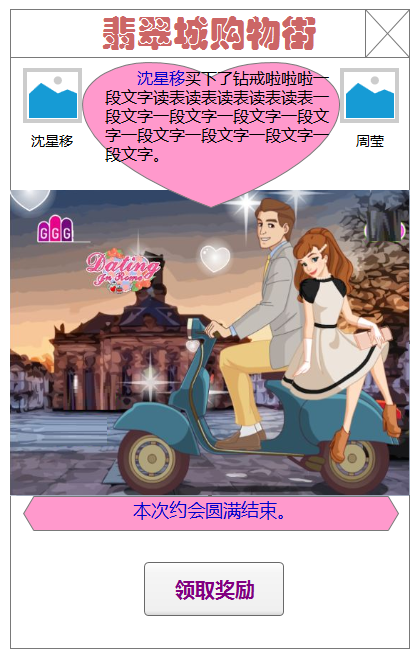 翡翠城购物街
沈星移买下了钻戒啦啦啦一
段文字读表读表读表读表一
段文字一段文字一段文字一段文
字一段文字一段文字一段文字一
段文字。
沈星移
周莹
GGG
Dating
in Rome
本次约会圆满结束。
领取奖励